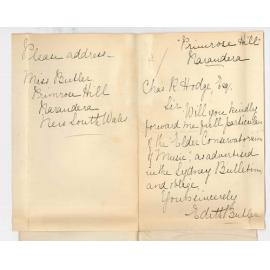 Please address
Miss Butler
Primrose Hill
Narandera
New South Wales
"Primrose Hill"
Narandera
Chas R Hodge Esq.
Sir. Will you kindly
forward me full particulars
of the "Elder Conservatorium
of Music", as advertised
in the Sydney Bulletin,
and oblige.
Yours sincerely
Edith Butler